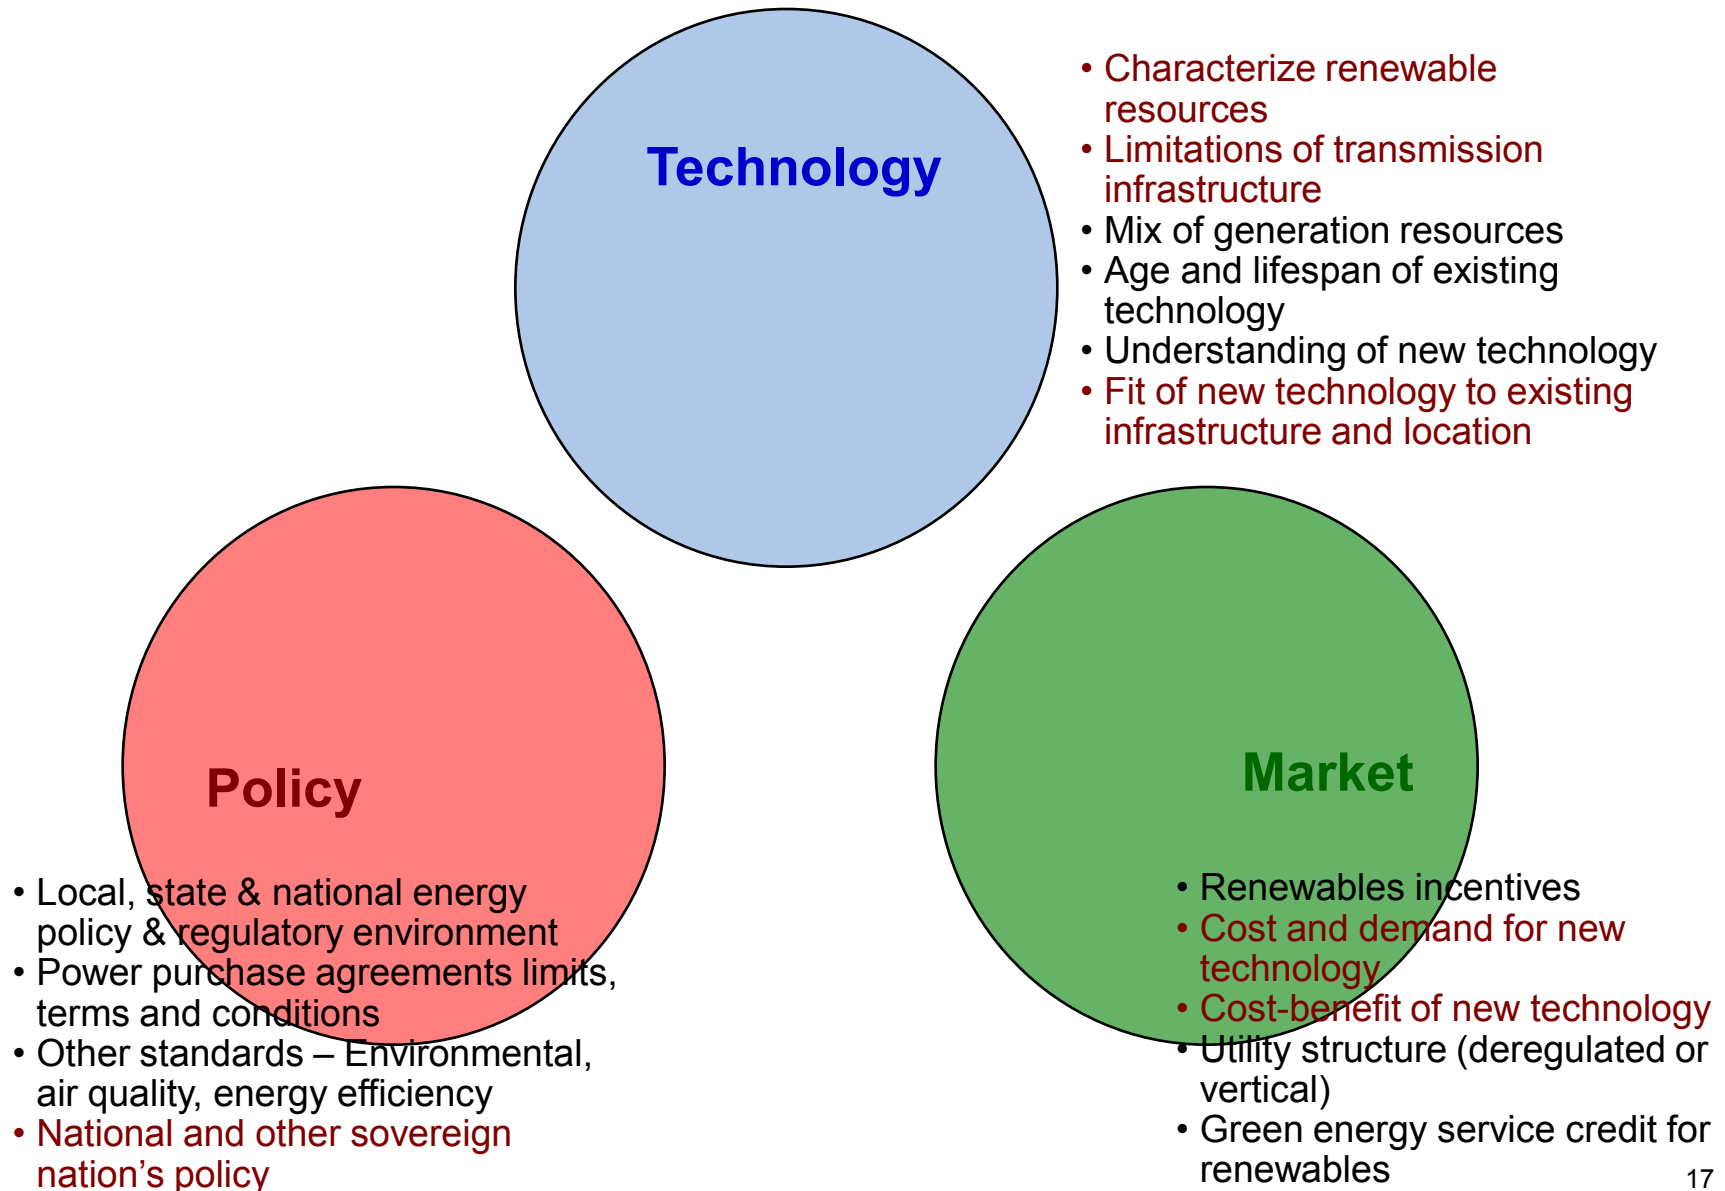 Technology
• Characterize renewable
resources
• Limitations of transmission
infrastructure
• Mix of generation resources
• Age and lifespan of existing
technology
• Understanding of new technology
• Fit of new technology to existing
infrastructure and location
Policy
• Local, state & national energy
policy & regulatory environment
• Power purchase agreements limits,
terms and conditions
• Other standards – Environmental,
air quality, energy efficiency
• National and other sovereign
nation’s policy
Market
• Renewables incentives
• Cost and demand for new
technology
• Cost-benefit of new technology
• Utility structure (deregulated or
vertical)
• Green energy service credit for
renewables
17